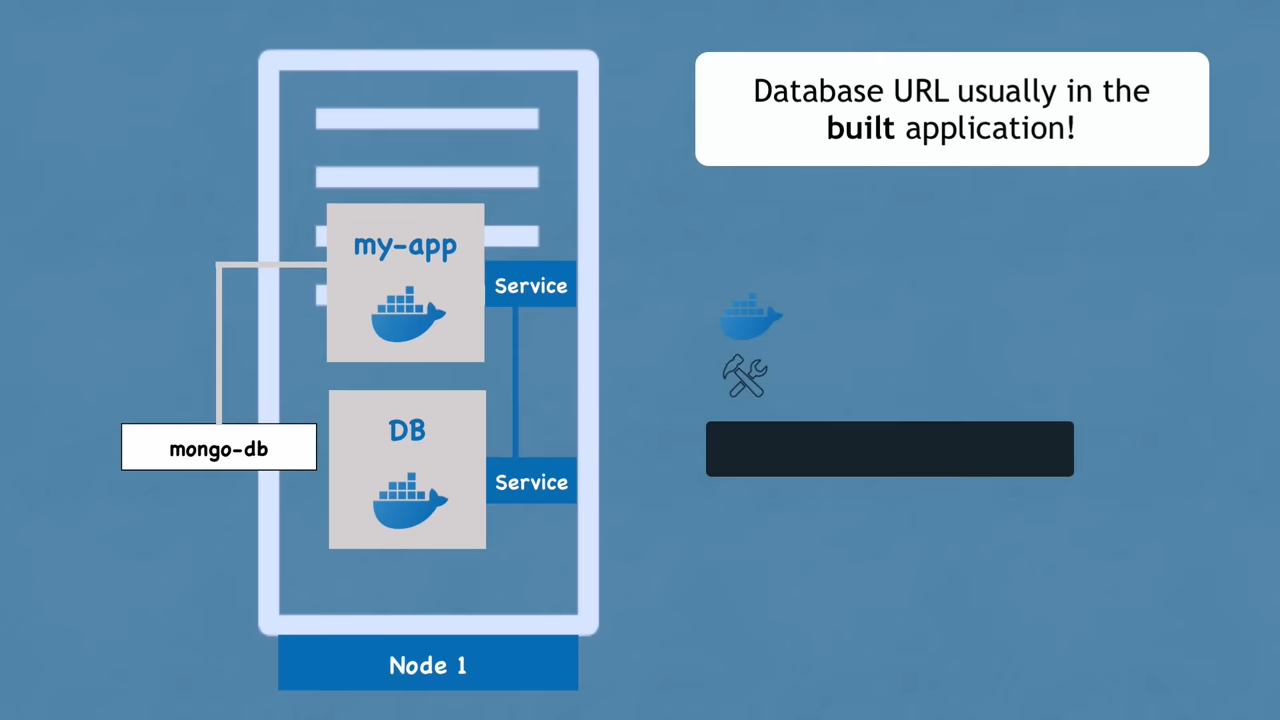 Database URL usually in the
built application!
my-app
Service
mongo-db
DB
Service
Node 1